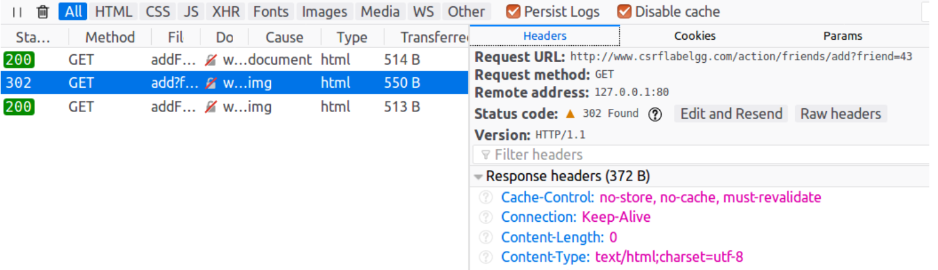 All HTML CSS JS XHR Fonts Images Media WS Other Persist Logs Disable cache
Sta... Method Fil Do Cause Type Transferre
Headers Cookies Params
200 GET addF... w...document html 514 B
302 GET add?f... w...img html 550 B
200 GET addF... w...img html 513 B
Request URL: http://www.csrflabelgg.com/action/friends/add?friend=43
Request method: GET
Remote address: 127.0.0.1:80
Status code: 302 Found ? Edit and Resend Raw headers
Version: HTTP/1.1
Filter headers
Response headers (372 B)
? Cache-Control: no-store, no-cache, must-revalidate
? Connection: Keep-Alive
? Content-Length: 0
? Content-Type: text/html;charset=utf-8